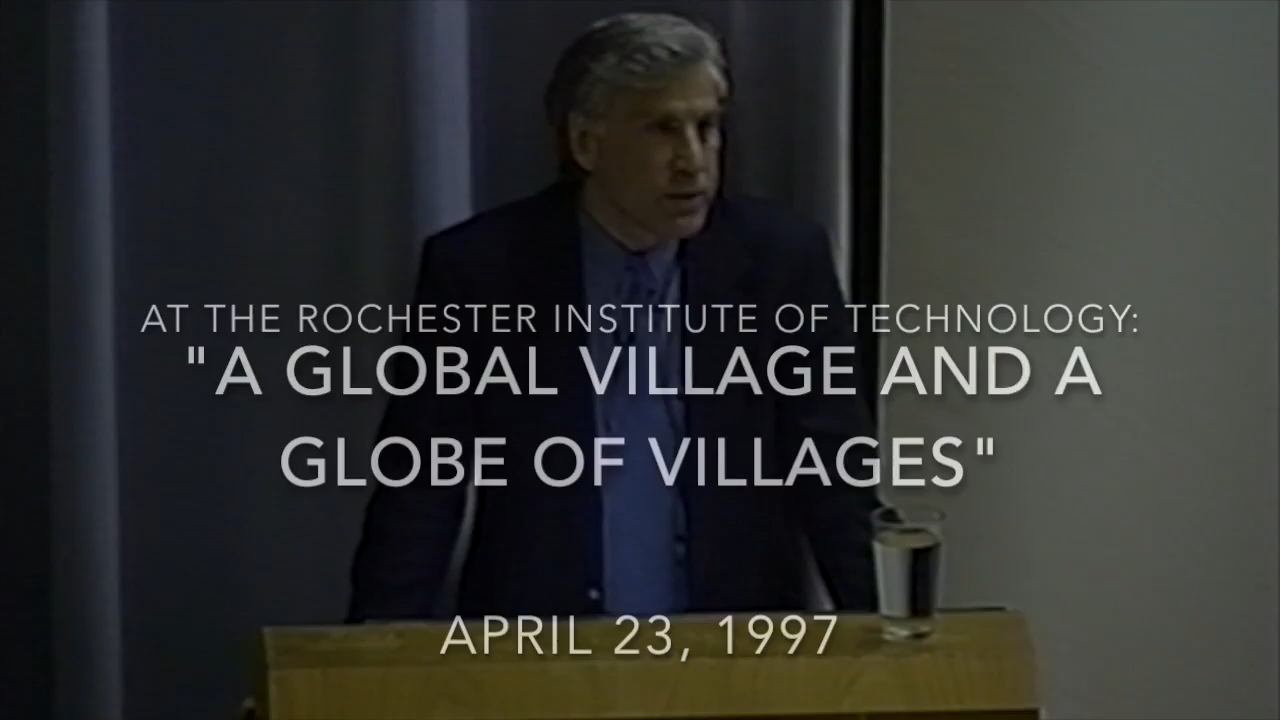 AT THE ROCHESTER INSTITUTE OF TECHNOLOGY:
"A GLOBAL VILLAGE AND A
GLOBE OF VILLAGES"
APRIL 23, 1997